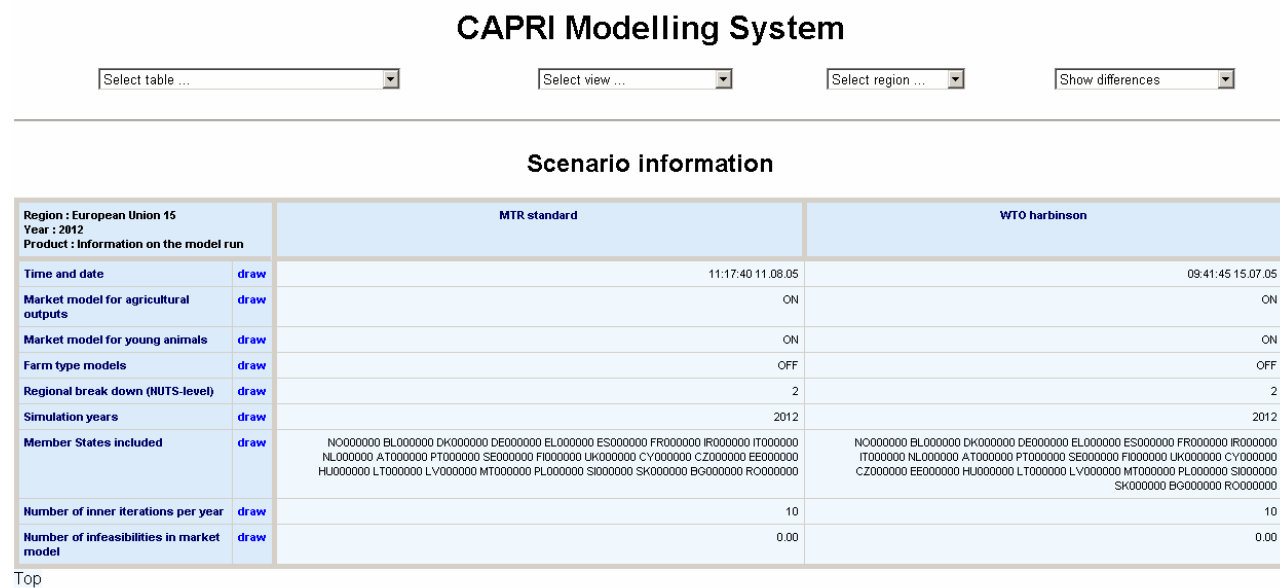 CAPRI Modelling System
Select table ... Select view ... Select region ... Show differences
Scenario information
Region : European Union 15
Year : 2012
Product : Information on the model run
MTR standard WTO harbinson
Time and date draw 11:17:40 11.08.05 09:41:45 15.07.05
Market model for agricultural
outputs
draw ON ON
Market model for young animals draw ON ON
Farm type models draw OFF OFF
Regional break down (NUTS-level) draw 2 2
Simulation years draw 2012 2012
Member States included draw
NO000000 BL000000 DK000000 DE000000 EL000000 ES000000 FR000000 IR000000 IT000000
NL000000 AT000000 PT000000 SE000000 FI000000 UK000000 CY000000 CZ000000 EE000000
HU000000 LT000000 LV000000 MT000000 PL000000 SI000000 SK000000 BG000000 RO000000
NO000000 BL000000 DK000000 DE000000 EL000000 ES000000 FR000000 IR000000
IT000000 NL000000 AT000000 PT000000 SE000000 FI000000 UK000000 CY000000
CZ000000 EE000000 HU000000 LT000000 LV000000 MT000000 PL000000 SI000000
SK000000 BG000000 RO000000
Number of inner iterations per year draw 10 10
Number of infeasibilities in market
model
draw 0.00 0.00
Top